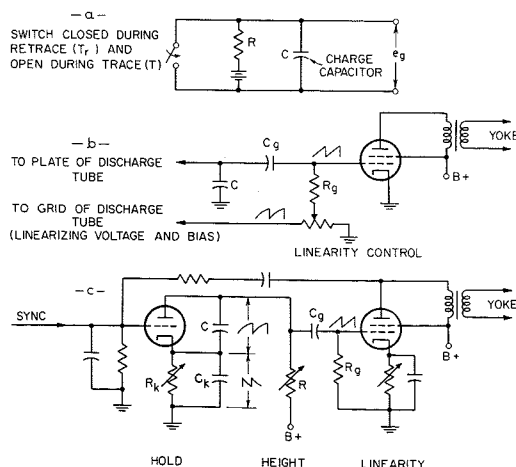 — a —
SWITCH CLOSED DURING
RETRACE (Tr) AND
OPEN DURING TRACE (T)
R
C
CHARGE
CAPACITOR
eg
— b —
TO PLATE OF DISCHARGE
TUBE
Cg
C
Rg
YOKE
B+
TO GRID OF DISCHARGE
TUBE
(LINEARIZING VOLTAGE AND BIAS)
LINEARITY CONTROL
— c —
SYNC
C
Cg
YOKE
B+
Rk
Ck
R
Rg
B+
HOLD
HEIGHT
LINEARITY